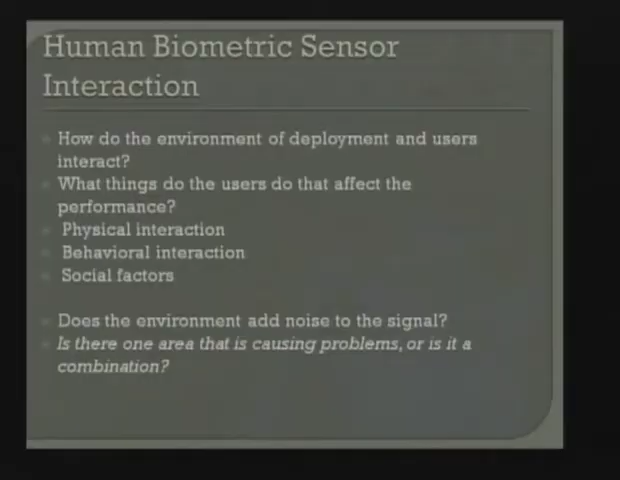 Human Biometric Sensor
Interaction
How do the environment of deployment and users
interact?
What things do the users do that affect the
performance?
Physical interaction
Behavioral interaction
Social factors
Does the environment add noise to the signal?
Is there one area that is causing problems, or is it a
combination?